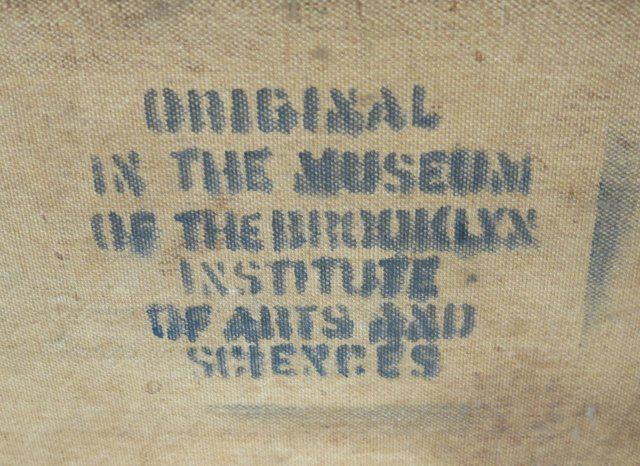 ORIGINAL
IN THE MUSEUM
OF THE BROOKLYN
INSTITUTE
OF ARTS AND
SCIENCES